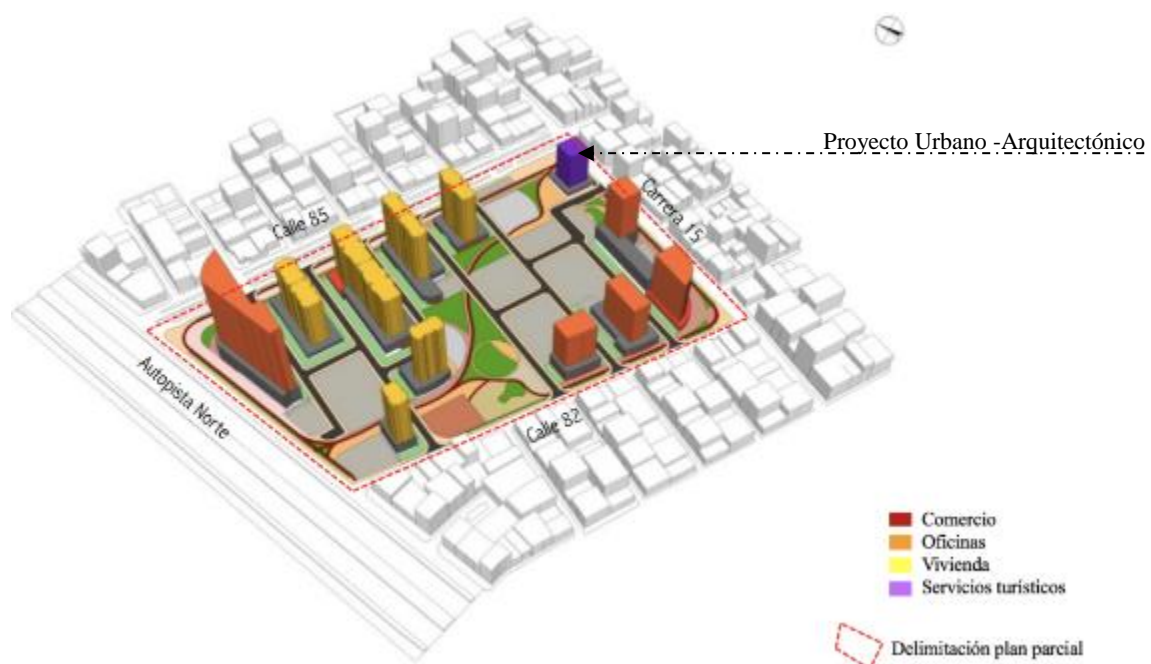 Proyecto Urbano -Arquitectónico
Calle 85
Carrera 15
Autopista Norte
Calle 82
Comercio
Oficinas
Vivienda
Servicios turísticos
Delimitación plan parcial